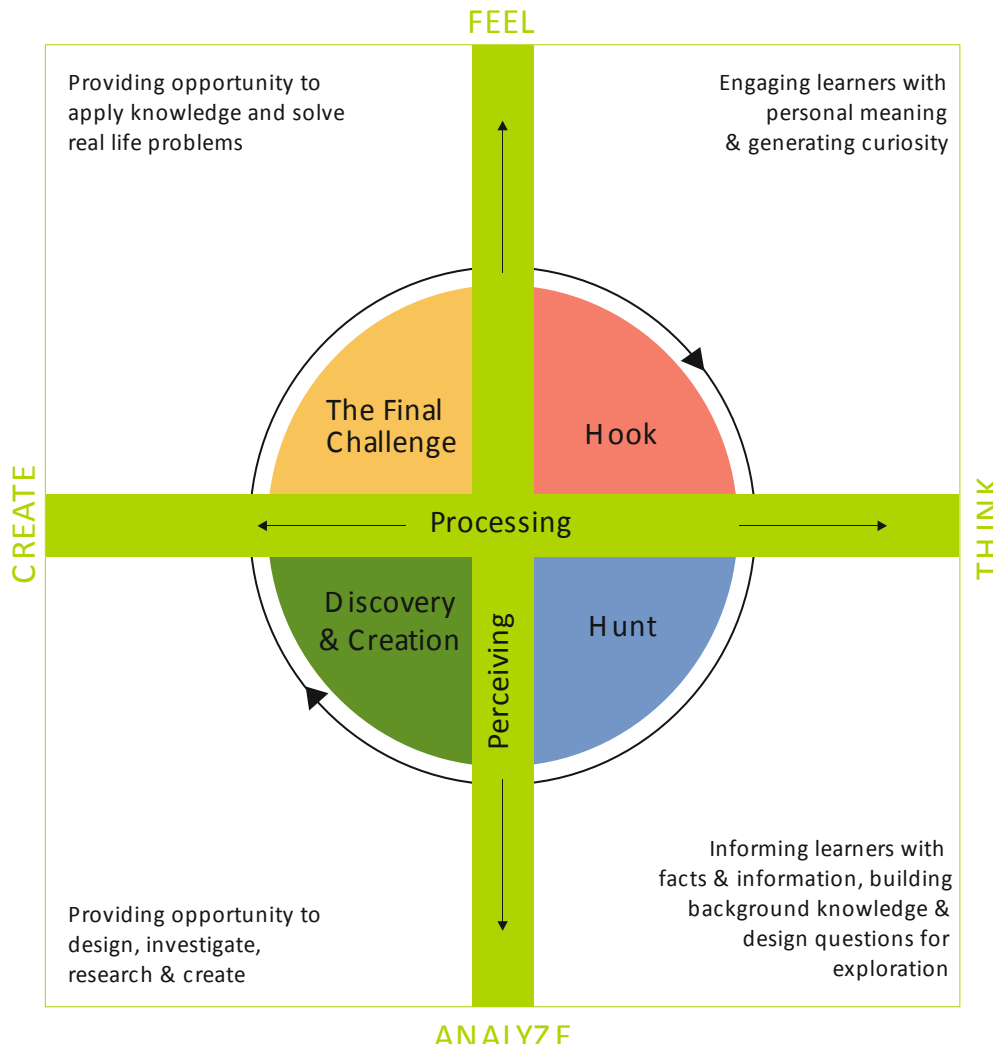 FEEL
Providing opportunity to
apply knowledge and solve
real life problems
Engaging learners with
personal meaning
& generating curiosity
The Final
Challenge
Hook
CREATE
Processing
THINK
Discovery
& Creation
Hunt
Perceiving
Providing opportunity to
design, investigate,
research & create
Informing learners with
facts & information, building
background knowledge &
design questions for
exploration
ANALYZE